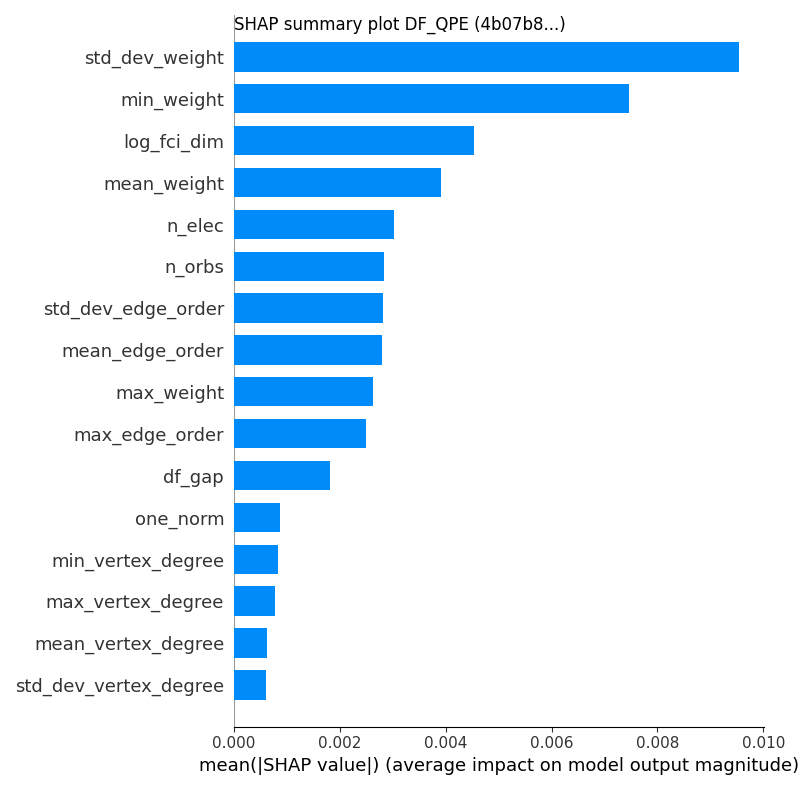 SHAP summary plot DF_QPE (4b07b8...)
std_dev_weight
min_weight
log_fci_dim
mean_weight
n_elec
n_orbs
std_dev_edge_order
mean_edge_order
max_weight
max_edge_order
df_gap
one_norm
min_vertex_degree
max_vertex_degree
mean_vertex_degree
std_dev_vertex_degree
0.000 0.002 0.004 0.006 0.008 0.010
mean(|SHAP value|) (average impact on model output magnitude)